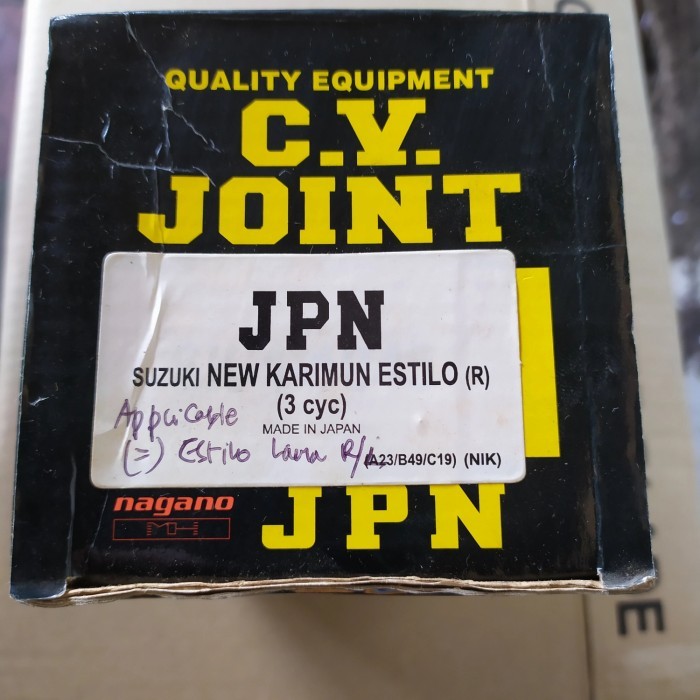 QUALITY EQUIPMENT
C.V.
JOINT
JPN
SUZUKI NEW KARIMUN ESTILO (R)
(3 cyc)
MADE IN JAPAN
Applicable
(=) Estilo Lama R/L
(A23/B49/C19) (NIK)
nagano
MH
JPN